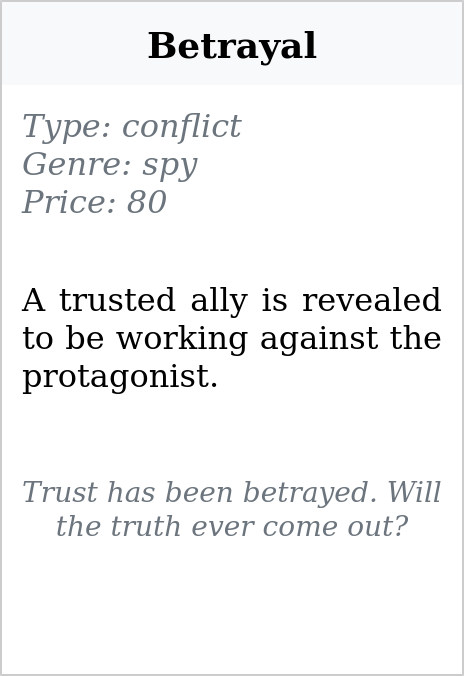 Betrayal
Type: conflict
Genre: spy
Price: 80
A trusted ally is revealed
to be working against the
protagonist.
Trust has been betrayed. Will
the truth ever come out?